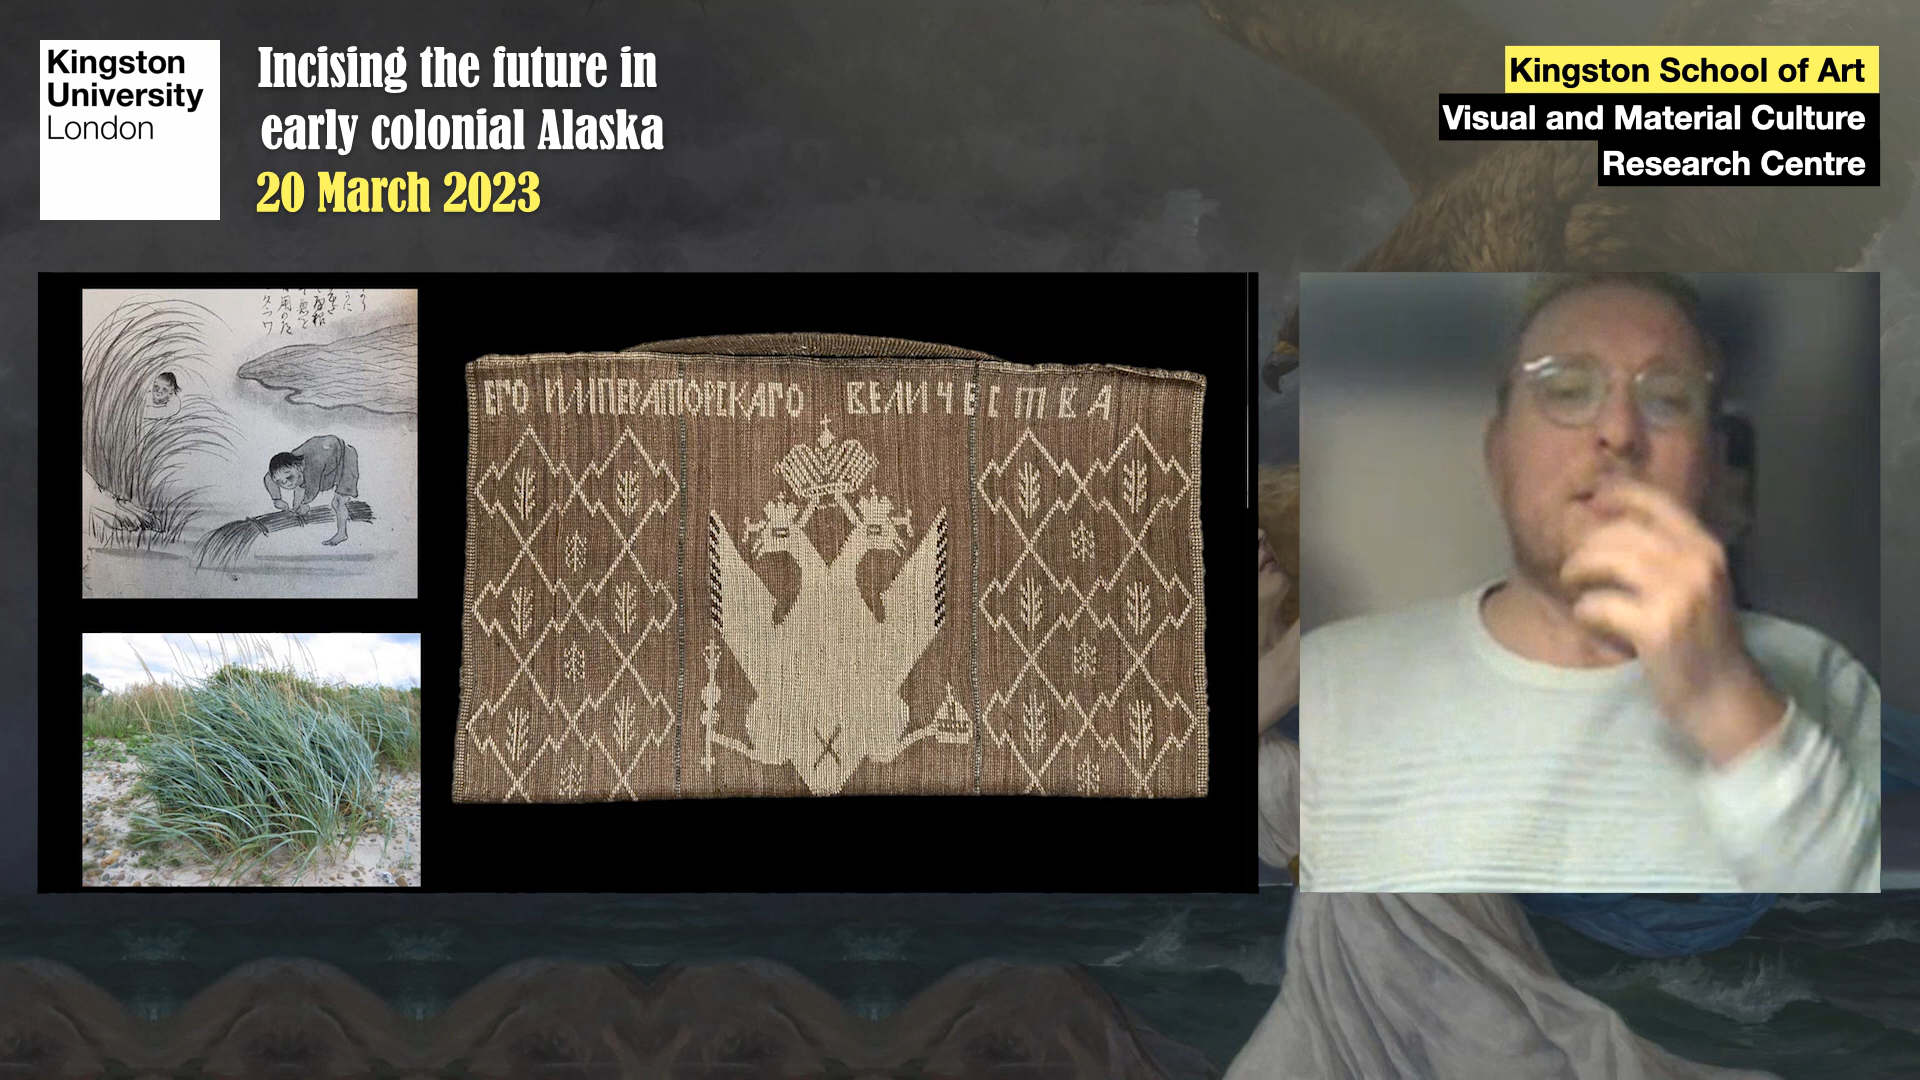 Kingston
University
London
Incising the future in
early colonial Alaska
20 March 2023
Kingston School of Art
Visual and Material Culture
Research Centre
ЕГО ИМПЕРАТОРСКАГО ВЕЛИЧЕСТВА